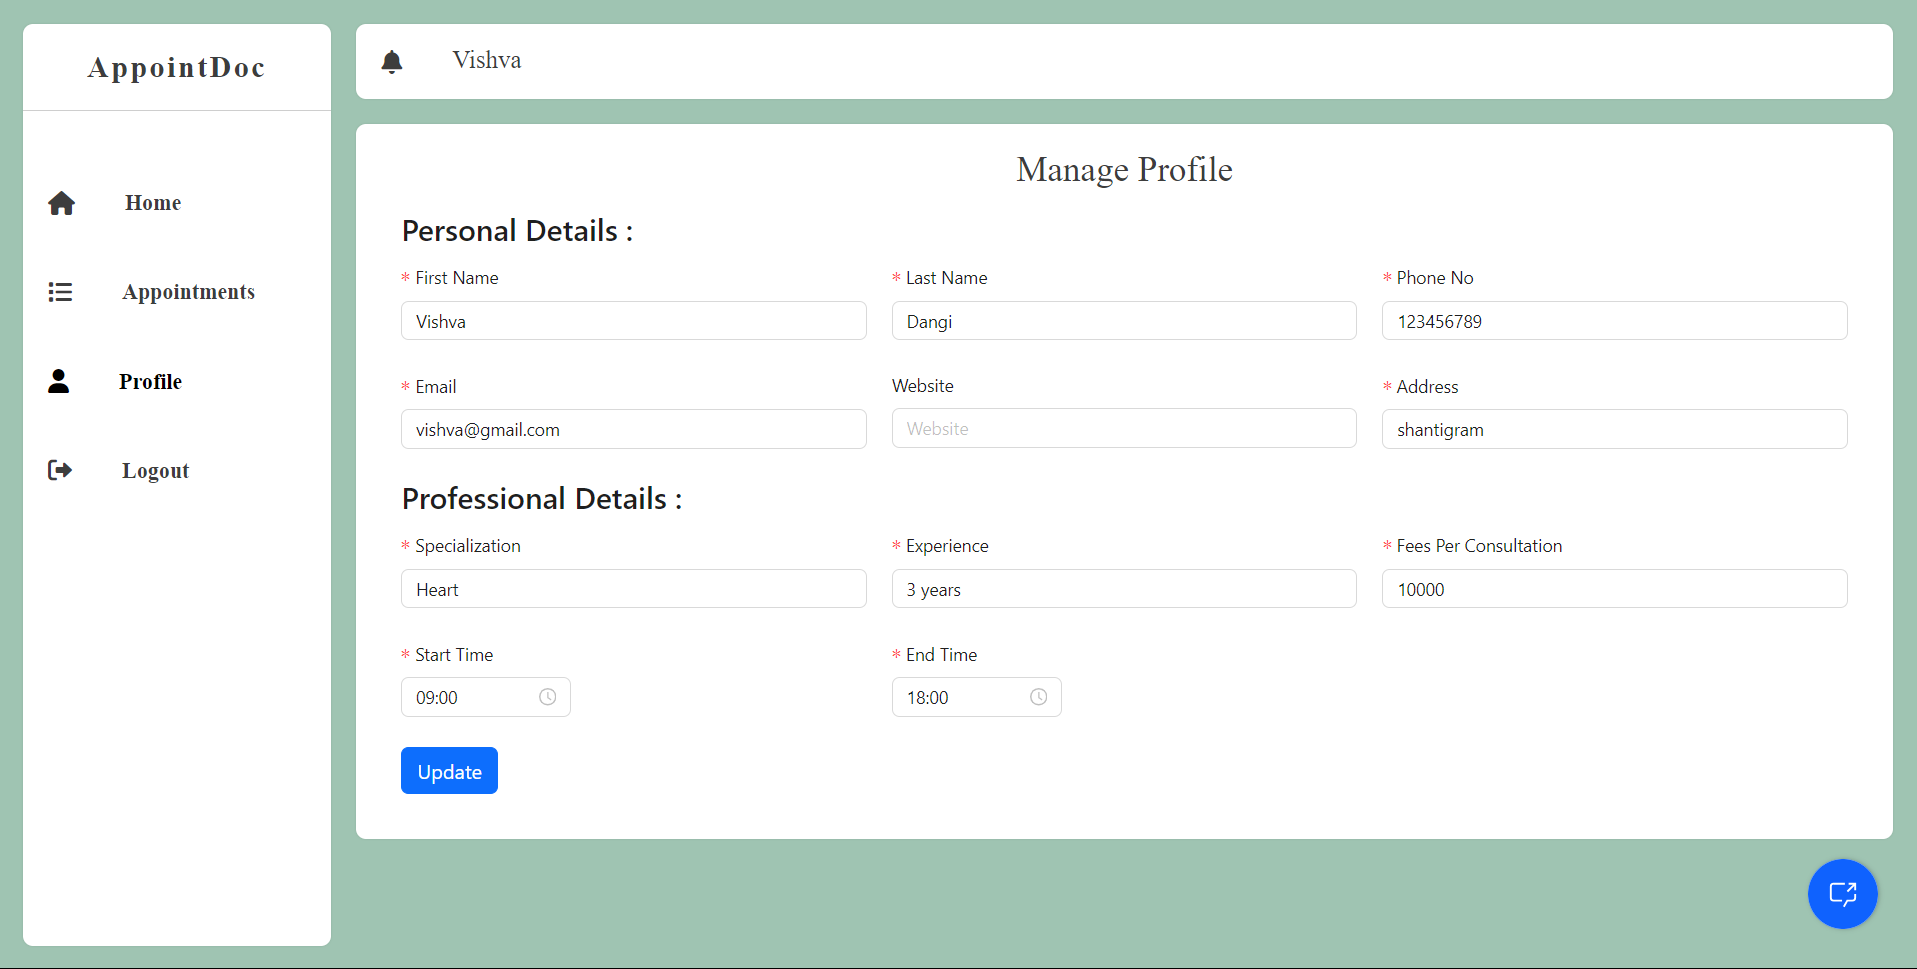 AppointDoc
Vishva
Home
Appointments
Profile
Logout
Manage Profile
Personal Details :
* First Name
* Last Name
* Phone No
Vishva
Dangi
123456789
* Email
Website
* Address
vishva@gmail.com
Website
shantigram
Professional Details :
* Specialization
* Experience
* Fees Per Consultation
Heart
3 years
10000
* Start Time
* End Time
09:00
18:00
Update